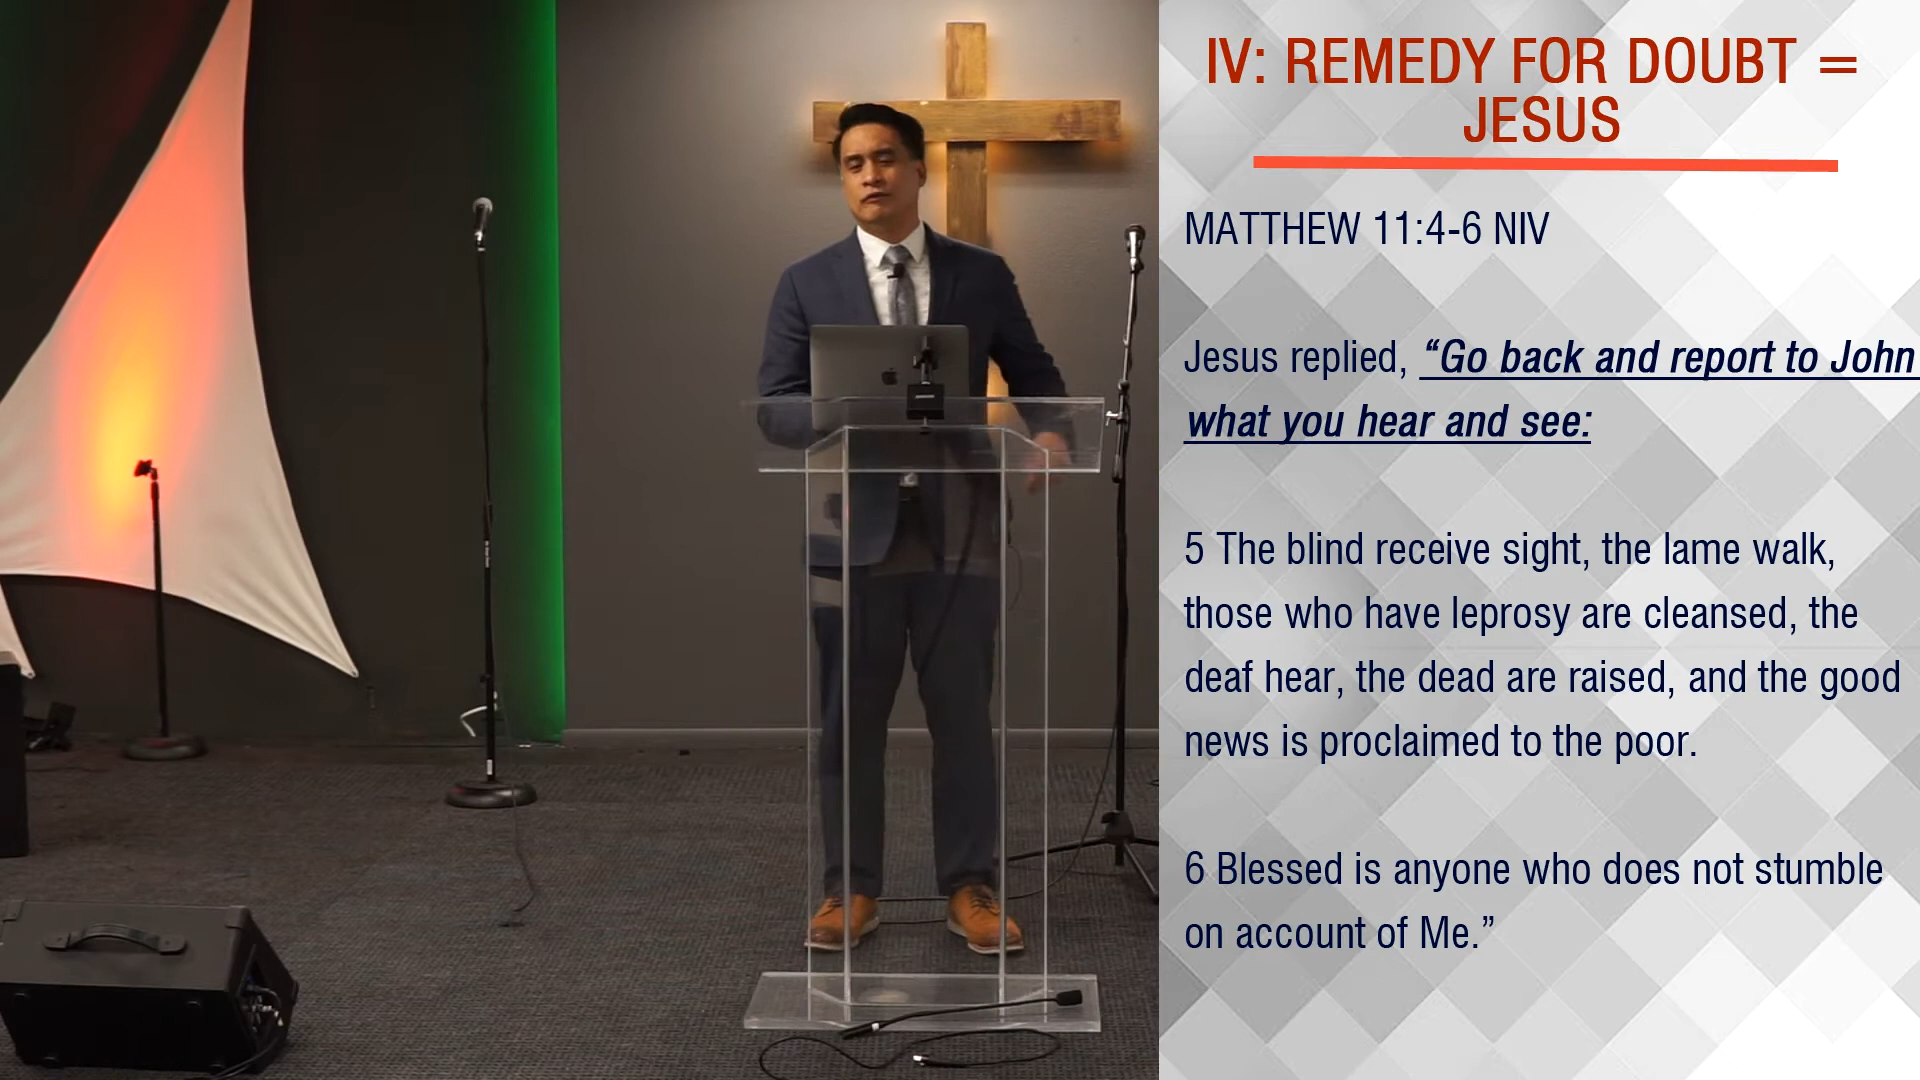 IV: REMEDY FOR DOUBT =
JESUS
MATTHEW 11:4-6 NIV
Jesus replied, “Go back and report to John
what you hear and see:
5 The blind receive sight, the lame walk,
those who have leprosy are cleansed, the
deaf hear, the dead are raised, and the good
news is proclaimed to the poor.
6 Blessed is anyone who does not stumble
on account of Me.”